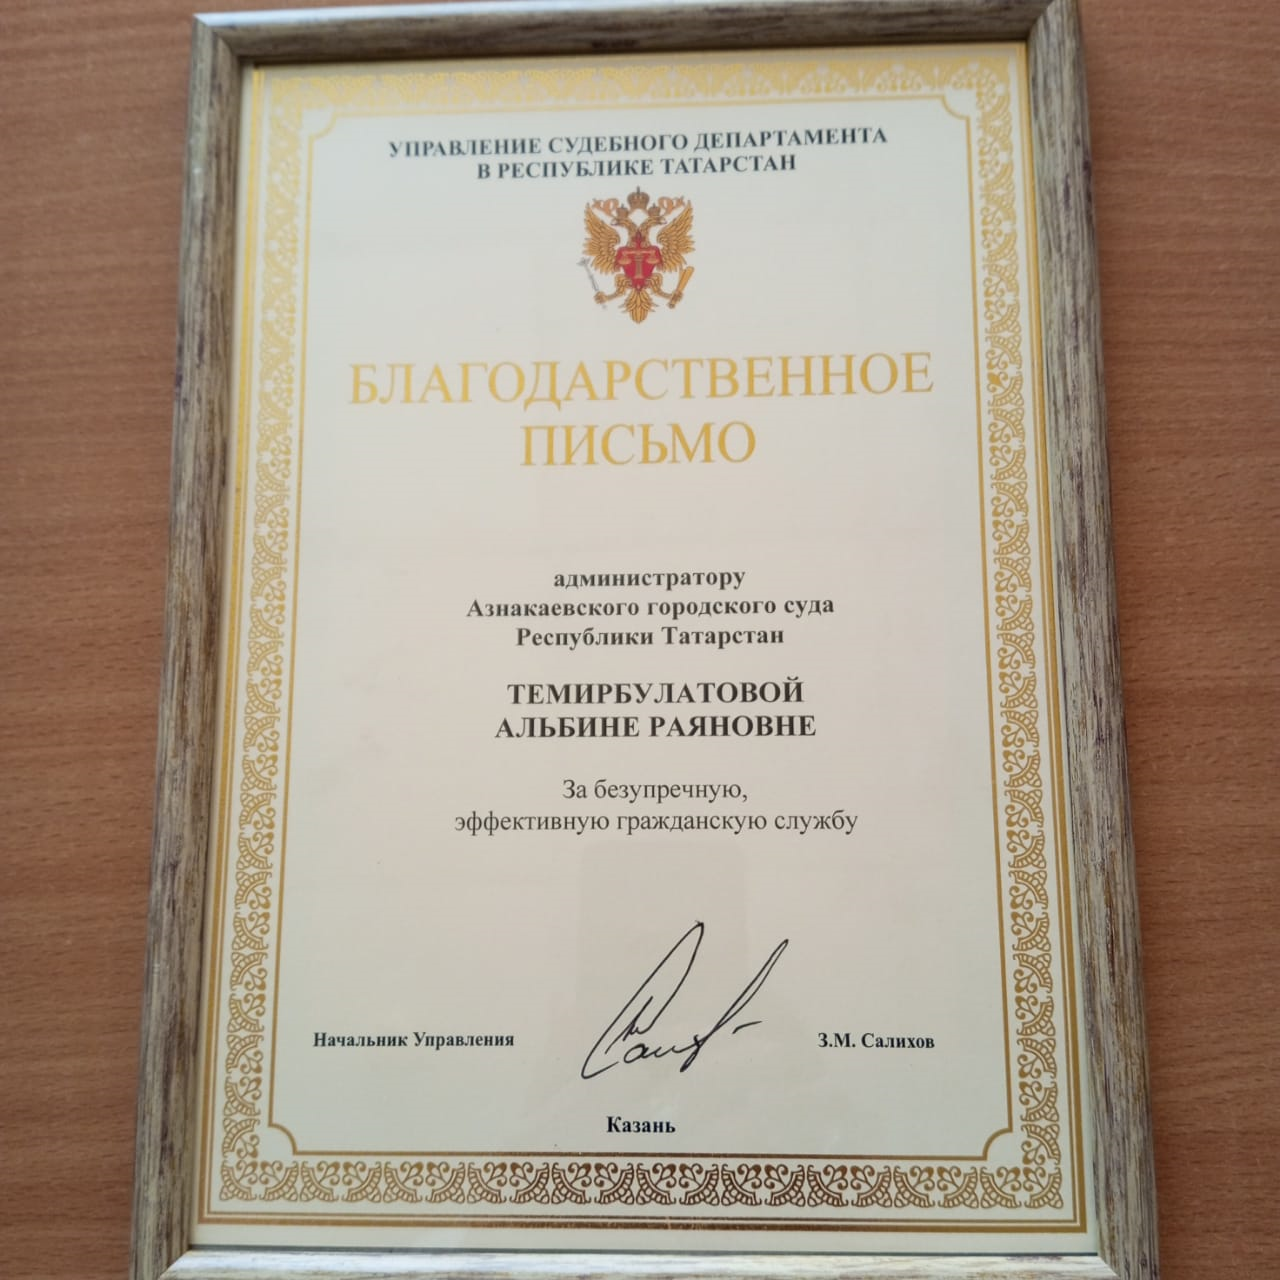 УПРАВЛЕНИЕ СУДЕБНОГО ДЕПАРТАМЕНТА
В РЕСПУБЛИКЕ ТАТАРСТАН
БЛАГОДАРСТВЕННОЕ
ПИСЬМО
администратору
Азнакаевского городского суда
Республики Татарстан
ТЕМИРБУЛАТОВОЙ
АЛЬБИНЕ РАЯНОВНЕ
За безупречную,
эффективную гражданскую службу
Начальник Управления
З.М. Салихов
Казань